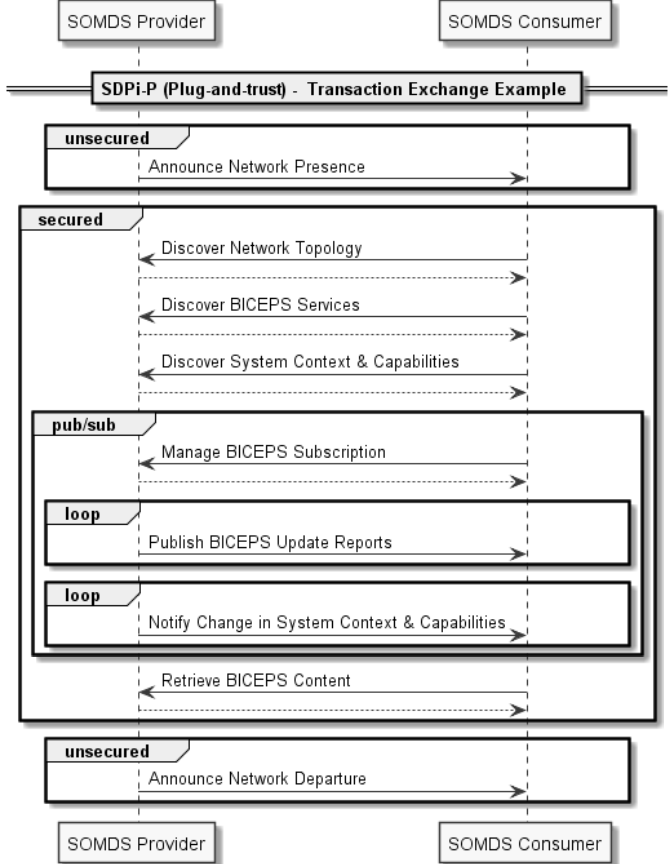 SOMDS Provider
SOMDS Consumer
SDPi-P (Plug-and-trust) - Transaction Exchange Example
unsecured
Announce Network Presence
secured
Discover Network Topology
Discover BICEPS Services
Discover System Context & Capabilities
pub/sub
Manage BICEPS Subscription
loop
Publish BICEPS Update Reports
loop
Notify Change in System Context & Capabilities
Retrieve BICEPS Content
unsecured
Announce Network Departure
SOMDS Provider
SOMDS Consumer